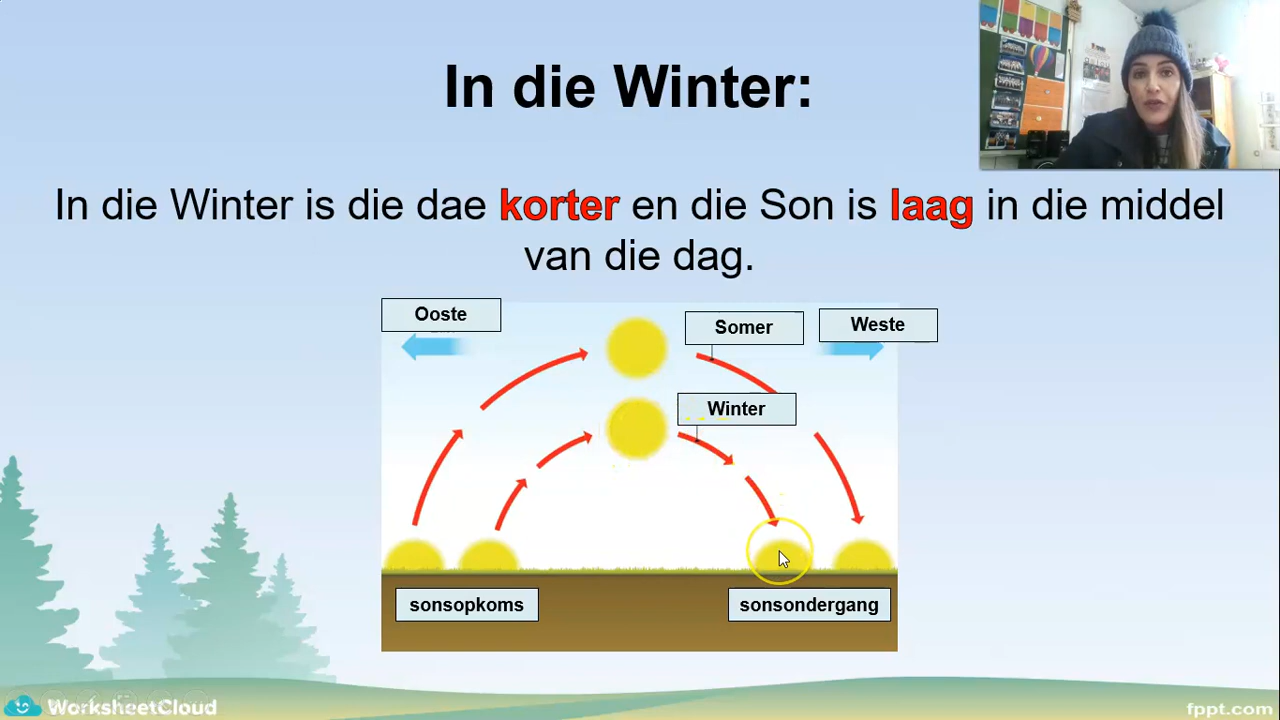 In die Winter:
In die Winter is die dae korter en die Son is laag in die middel
van die dag.
Ooste
Somer
Weste
Winter
sonsopkoms
sonsondergang
WorksheetCloud
fppt.com